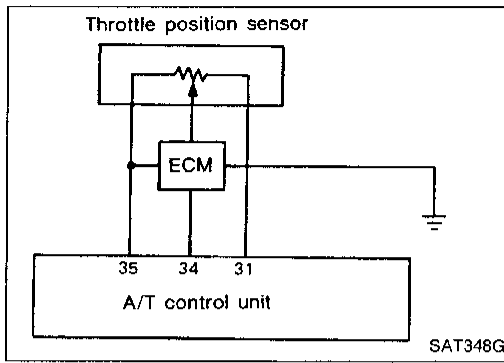 Throttle position sensor
ECM
35 34 31
A/T control unit
SAT348G